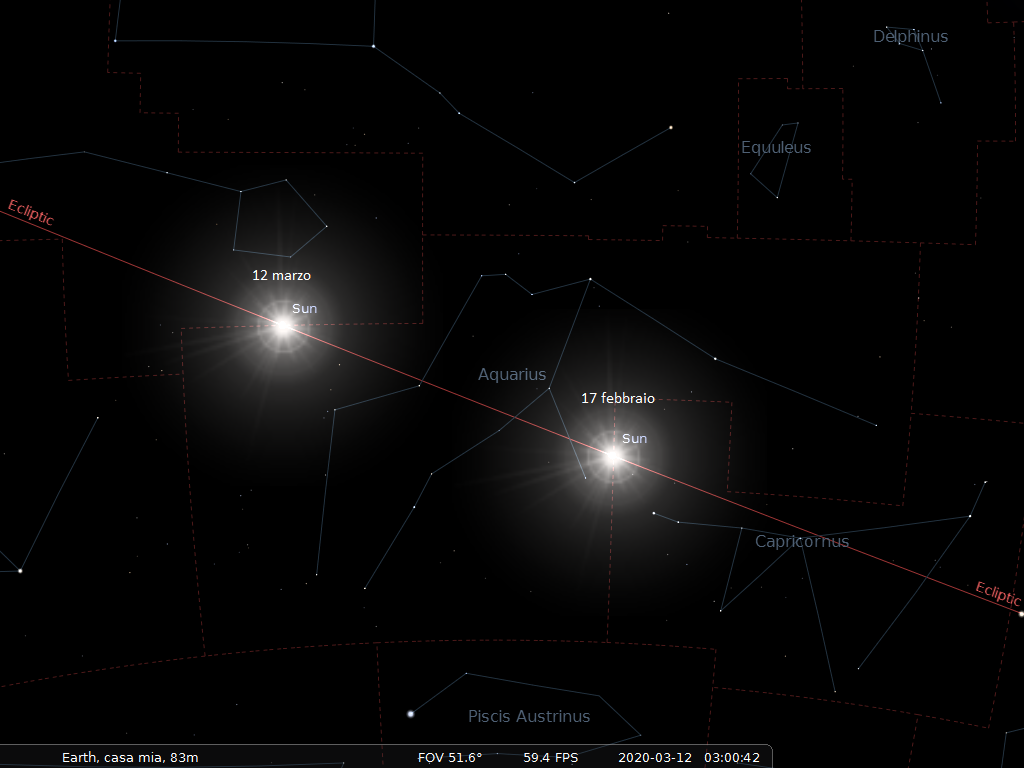 Delphinus
Equuleus
Ecliptic
12 marzo
Sun
Aquarius
17 febbraio
Sun
Capricornus
Ecliptic
Piscis Austrinus
Earth, casa mia, 83m FOV 51.6° 59.4 FPS 2020-03-12 03:00:42